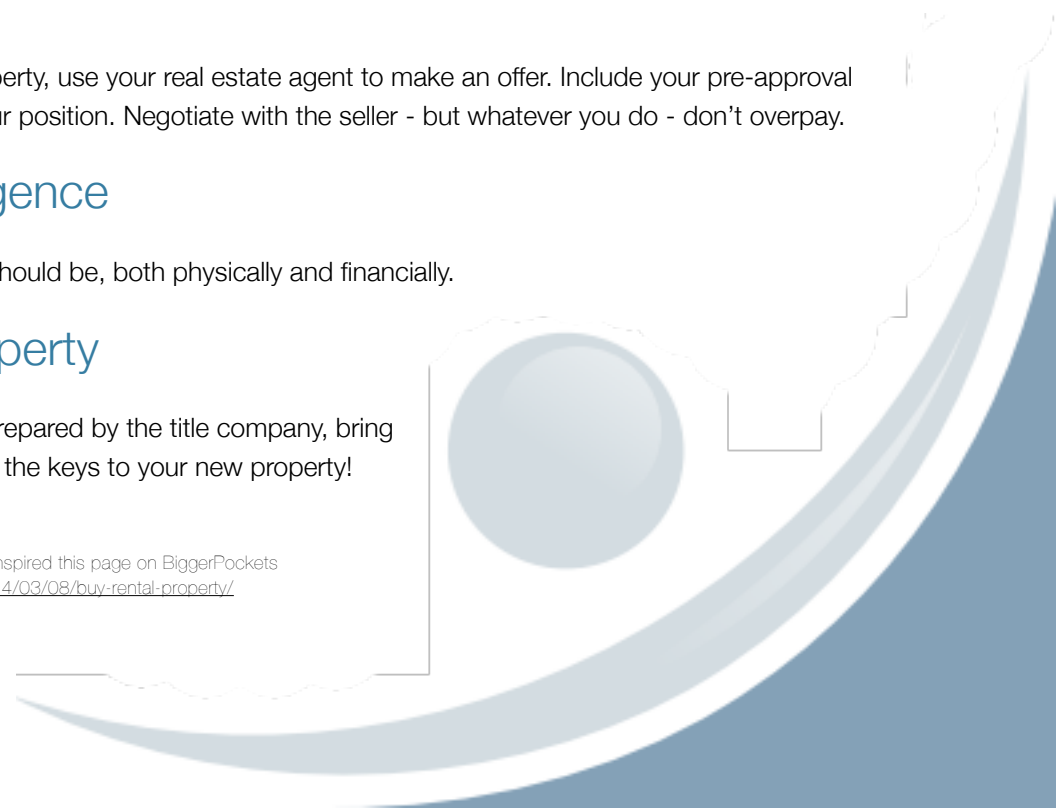 erty, use your real estate agent to make an offer. Include your pre-approval
ur position. Negotiate with the seller - but whatever you do - don’t overpay.
gence
hould be, both physically and financially.
perty
repared by the title company, bring
the keys to your new property!
nspired this page on BiggerPockets
4/03/08/buy-rental-property/